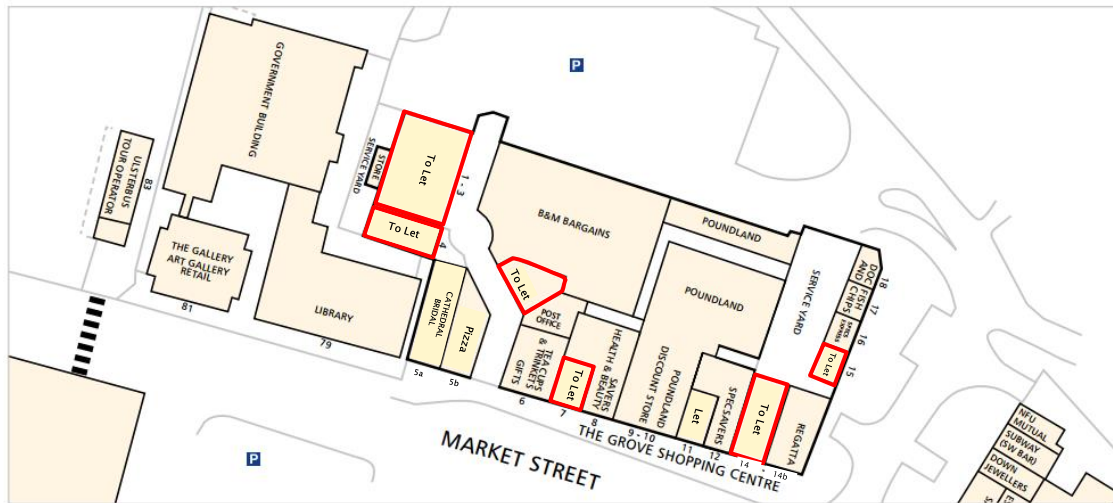 GOVERNMENT BUILDING
ULSTERBUS
TOUR OPERATOR
83
THE GALLERY
ART GALLERY
RETAIL
81
LIBRARY
79
P
STORE
SERVICE YARD
To Let
1 - 3
To Let
4
CATHEDRAL
BRIDAL
Pizza
5a
5b
B&M BARGAINS
To Let
POST
OFFICE
TEA CUPS
& TRINKETS
GIFTS
6
To Let
7
SAVERS
HEALTH & BEAUTY
8
POUNDLAND
POUNDLAND
POUNDLAND
DISCOUNT STORE
9 - 10
Let
11
SPECSAVERS
12
To Let
14
-
14b
REGATTA
SERVICE YARD
DOC
AND
18
FISH
CHIPS
17
SPICE
EXPRESS
16
To Let
15
THE GROVE SHOPPING CENTRE
MARKET STREET
P
NFU
MUTUAL
SUBWAY
(SW BAR)
DOWN
JEWELLERS